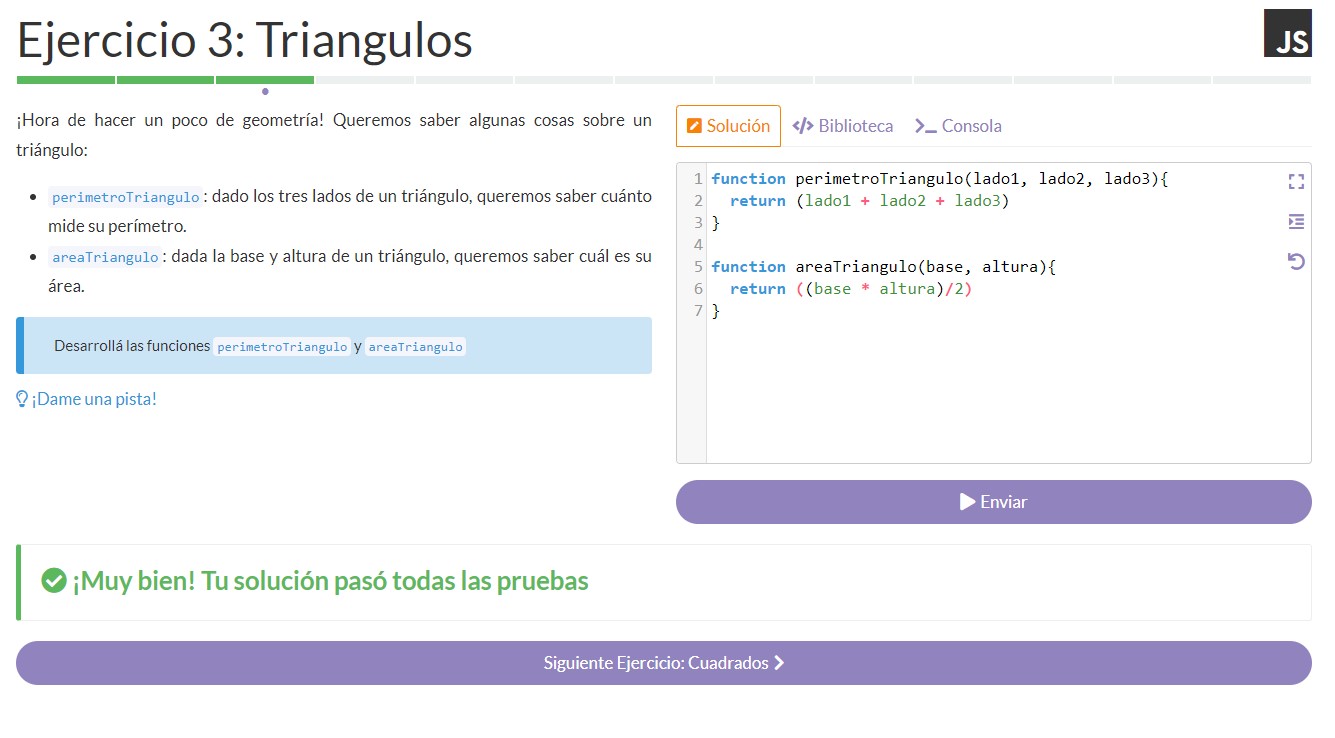 Ejercicio 3: Triangulos
JS
¡Hora de hacer un poco de geometría! Queremos saber algunas cosas sobre un
triángulo:
perimetroTriangulo: dado los tres lados de un triángulo, queremos saber cuánto
mide su perímetro.
areaTriangulo: dada la base y altura de un triángulo, queremos saber cuál es su
área.
Desarrollá las funciones perimetroTriangulo y areaTriangulo
¡Dame una pista!
Solución
Biblioteca
Consola
1 function perimetroTriangulo(lado1, lado2, lado3){
2   return (lado1 + lado2 + lado3)
3 }
4
5 function areaTriangulo(base, altura){
6   return ((base * altura)/2)
7 }
Enviar
¡Muy bien! Tu solución pasó todas las pruebas
Siguiente Ejercicio: Cuadrados